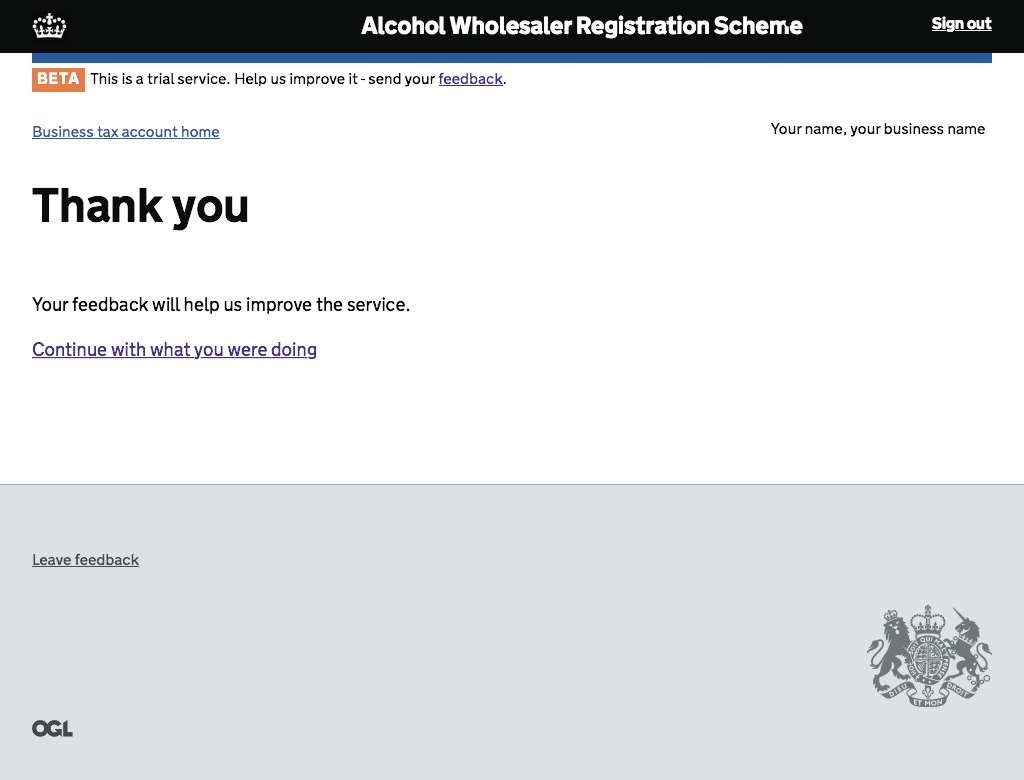 Alcohol Wholesaler Registration Scheme
Sign out
BETA This is a trial service. Help us improve it - send your feedback.
Business tax account home
Your name, your business name
Thank you
Your feedback will help us improve the service.
Continue with what you were doing
Leave feedback
DIEU ET MON DROIT
OGL